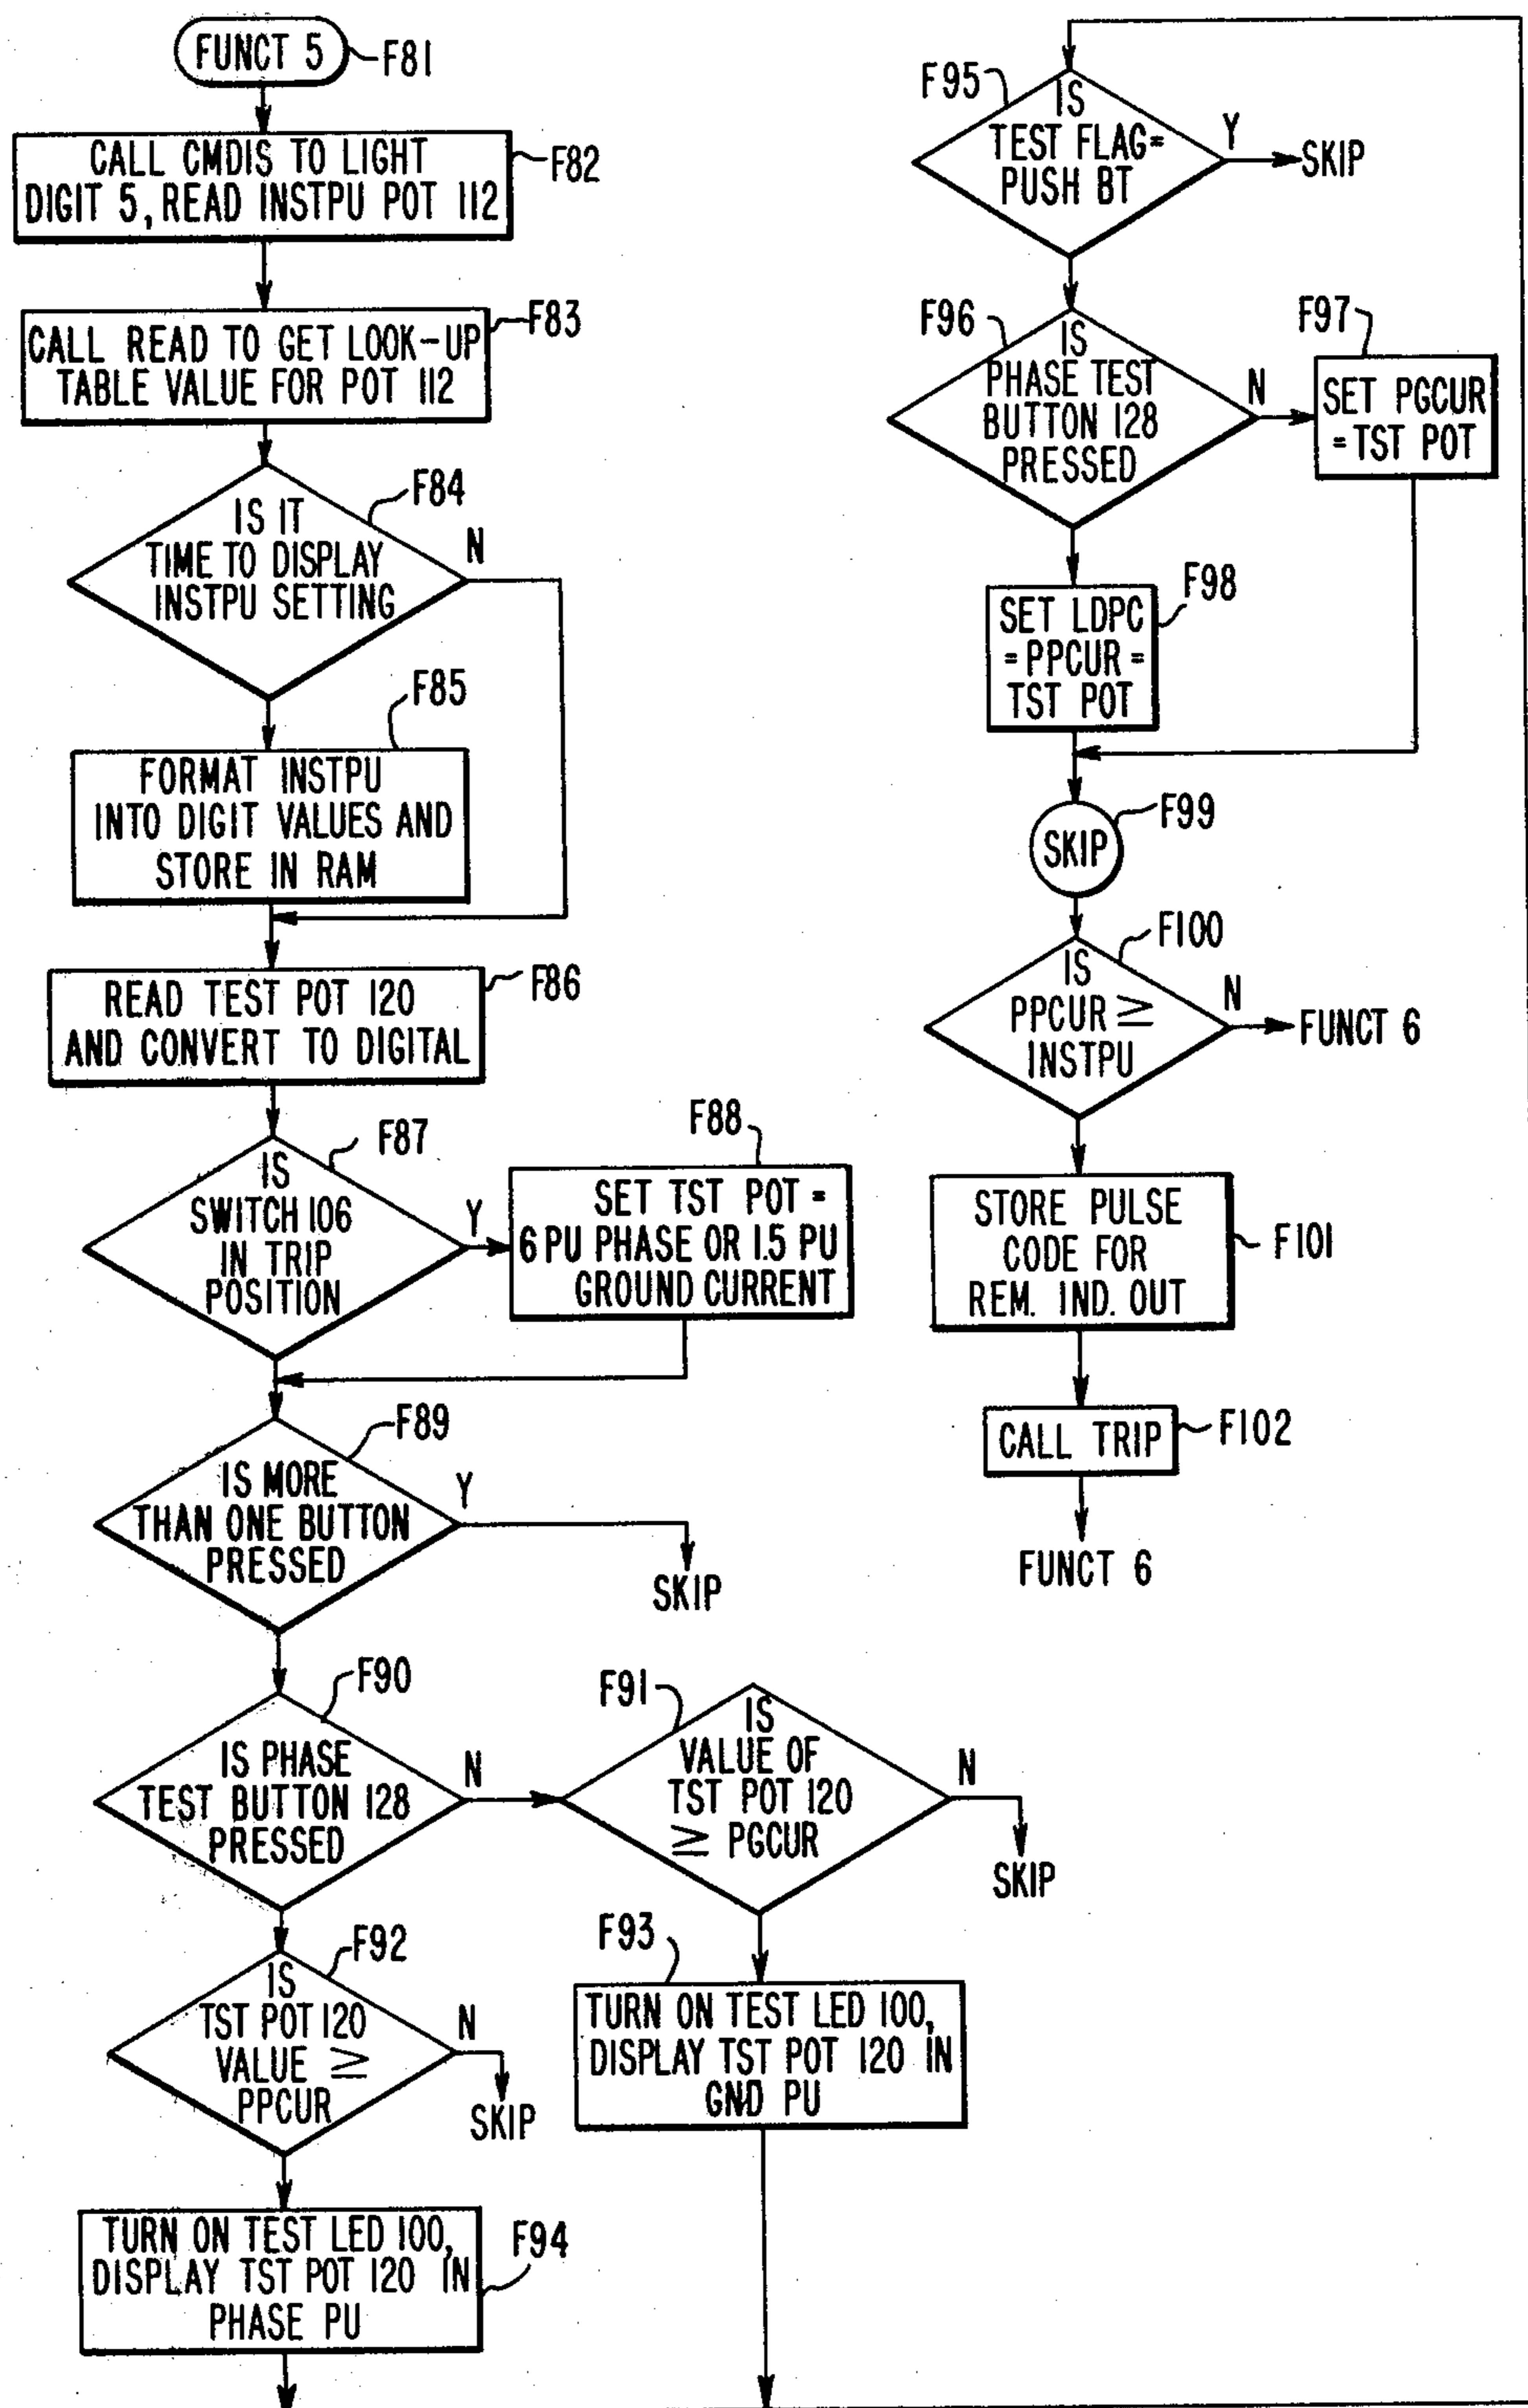 FUNCT 5
F81
CALL CMDIS TO LIGHT
DIGIT 5, READ INSTPU POT 112
F82
CALL READ TO GET LOOK-UP
TABLE VALUE FOR POT 112
F83
IS IT
TIME TO DISPLAY
INSTPU SETTING
F84
N
FORMAT INSTPU
INTO DIGIT VALUES AND
STORE IN RAM
F85
READ TEST POT 120
AND CONVERT TO DIGITAL
F86
IS
SWITCH 106
IN TRIP
POSITION
F87
Y
SET TST POT =
6 PU PHASE OR 1.5 PU
GROUND CURRENT
F88
IS MORE
THAN ONE BUTTON
PRESSED
F89
Y
SKIP
IS PHASE
TEST BUTTON 128
PRESSED
F90
N
IS
VALUE OF
TST POT 120
≥ PGCUR
F91
N
SKIP
IS
TST POT 120
VALUE ≥
PPCUR
F92
N
SKIP
TURN ON TEST LED 100,
DISPLAY TST POT 120 IN
GND PU
F93
TURN ON TEST LED 100,
DISPLAY TST POT 120 IN
PHASE PU
F94
IS
TEST FLAG=
PUSH BT
F95
Y
SKIP
IS
PHASE TEST
BUTTON 128
PRESSED
F96
N
SET PGCUR
= TST POT
F97
SET LDPC
= PPCUR =
TST POT
F98
SKIP
F99
IS
PPCUR ≥
INSTPU
F100
N
FUNCT 6
STORE PULSE
CODE FOR
REM. IND. OUT
F101
CALL TRIP
F102
FUNCT 6